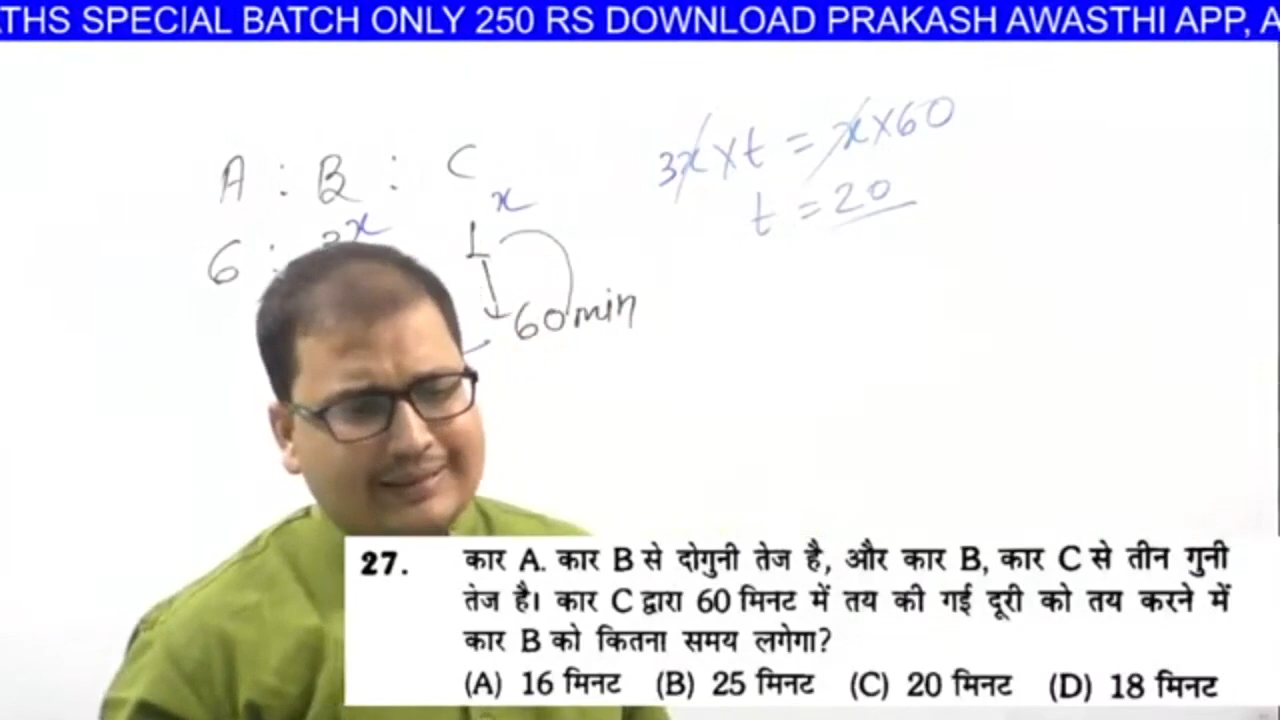 THS SPECIAL BATCH ONLY 250 RS DOWNLOAD PRAKASH AWASTHI APP, A
A : B : C
6 : 3x
x
1
60min
3x×t = x×60
t = 20
27. कार A. कार B से दोगुनी तेज है, और कार B, कार C से तीन गुनी
तेज है। कार C द्वारा 60 मिनट में तय की गई दूरी को तय करने में
कार B को कितना समय लगेगा?
(A) 16 मिनट (B) 25 मिनट (C) 20 मिनट (D) 18 मिनट